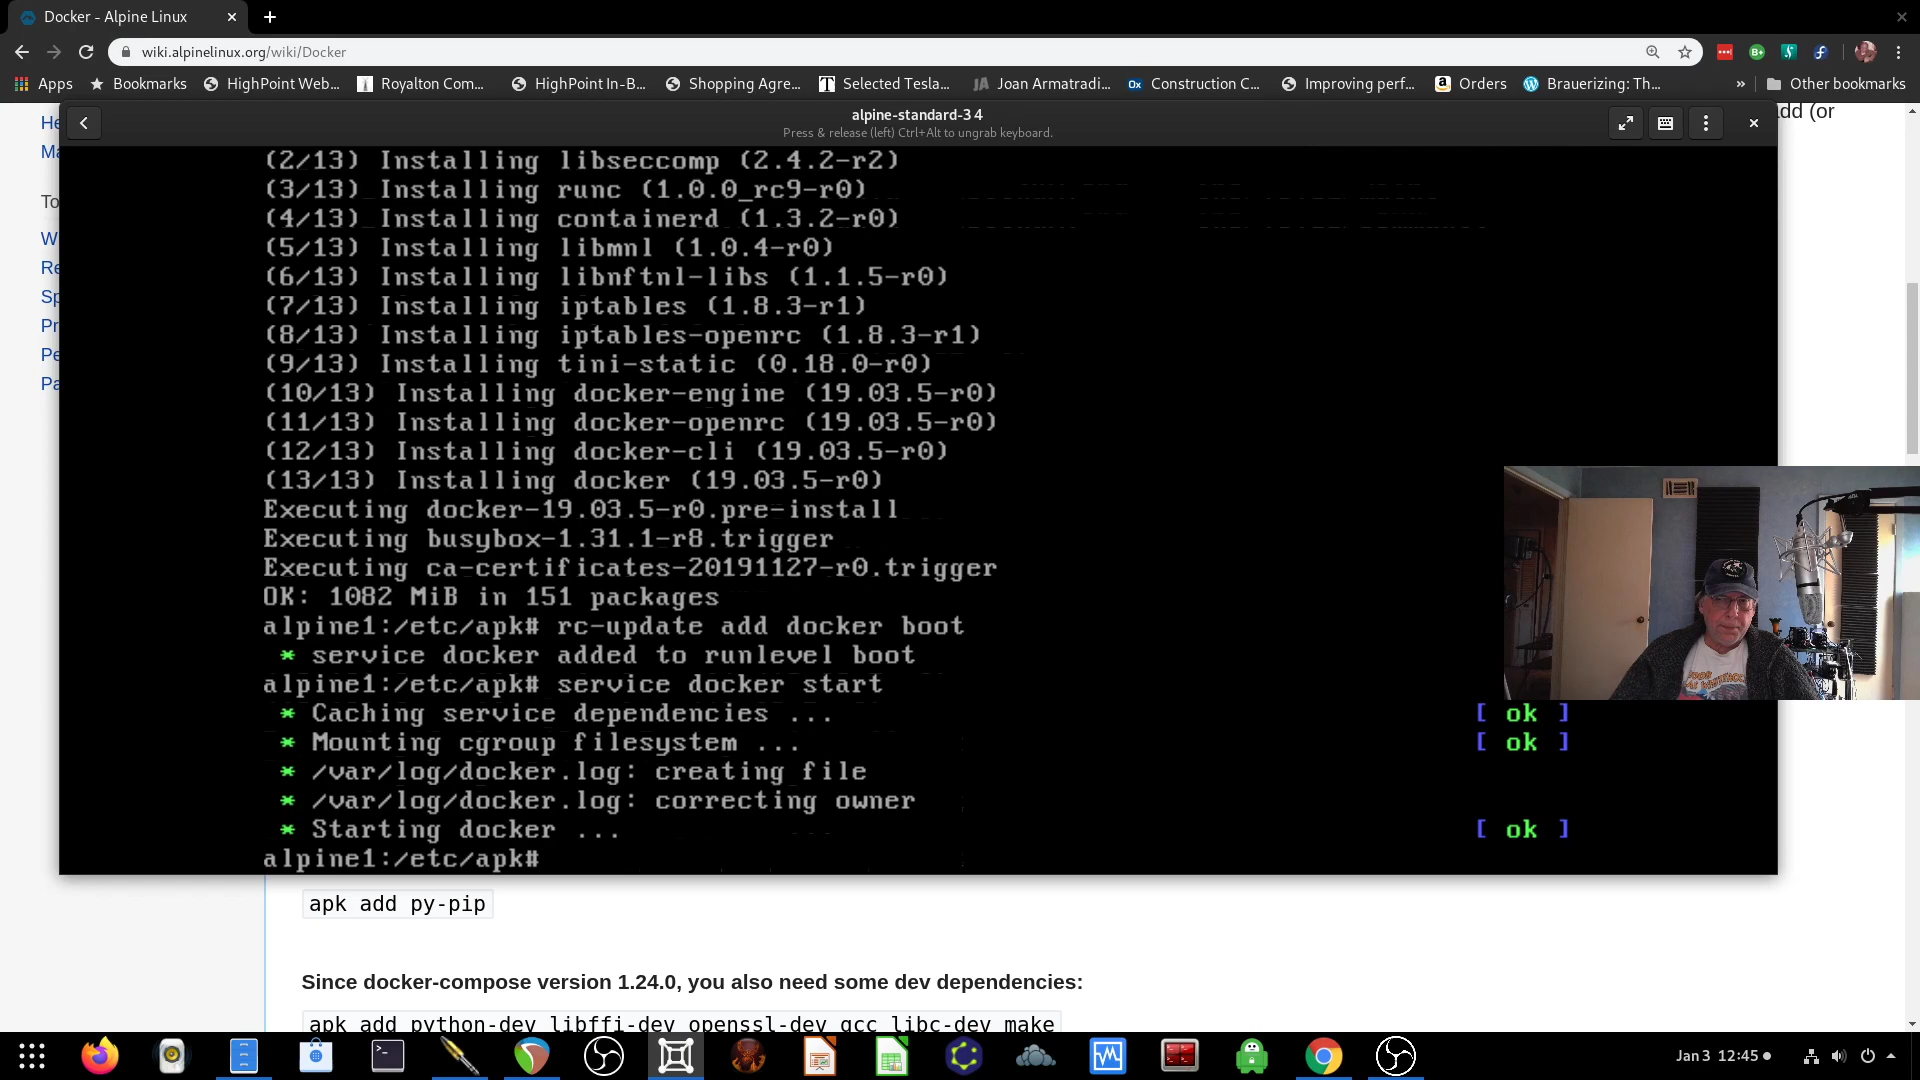 Docker - Alpine Linux
wiki.alpinelinux.org/wiki/Docker
Apps
Bookmarks
HighPoint Web...
Royalton Com...
HighPoint In-B...
Shopping Agre...
Selected Tesla...
Joan Armatradi...
Construction C...
Improving perf...
Orders
Brauerizing: Th...
»
Other bookmarks
He
Ma
To
W
Re
Sp
Pr
Pe
Pa
add (or
alpine-standard-3 4
Press & release (left) Ctrl+Alt to ungrab keyboard.
(2/13) Installing libseccomp (2.4.2-r2)
(3/13) Installing runc (1.0.0_rc9-r0)
(4/13) Installing containerd (1.3.2-r0)
(5/13) Installing libmnl (1.0.4-r0)
(6/13) Installing libnftnl-libs (1.1.5-r0)
(7/13) Installing iptables (1.8.3-r1)
(8/13) Installing iptables-openrc (1.8.3-r1)
(9/13) Installing tini-static (0.18.0-r0)
(10/13) Installing docker-engine (19.03.5-r0)
(11/13) Installing docker-openrc (19.03.5-r0)
(12/13) Installing docker-cli (19.03.5-r0)
(13/13) Installing docker (19.03.5-r0)
Executing docker-19.03.5-r0.pre-install
Executing busybox-1.31.1-r8.trigger
Executing ca-certificates-20191127-r0.trigger
OK: 1082 MiB in 151 packages
alpine1:/etc/apk# rc-update add docker boot
* service docker added to runlevel boot
alpine1:/etc/apk# service docker start
* Caching service dependencies ... [ ok ]
* Mounting cgroup filesystem ... [ ok ]
* /var/log/docker.log: creating file
* /var/log/docker.log: correcting owner
* Starting docker ... [ ok ]
alpine1:/etc/apk#
apk add py-pip
Since docker-compose version 1.24.0, you also need some dev dependencies:
apk add python-dev libffi-dev openssl-dev gcc libc-dev make
Jan 3 12:45